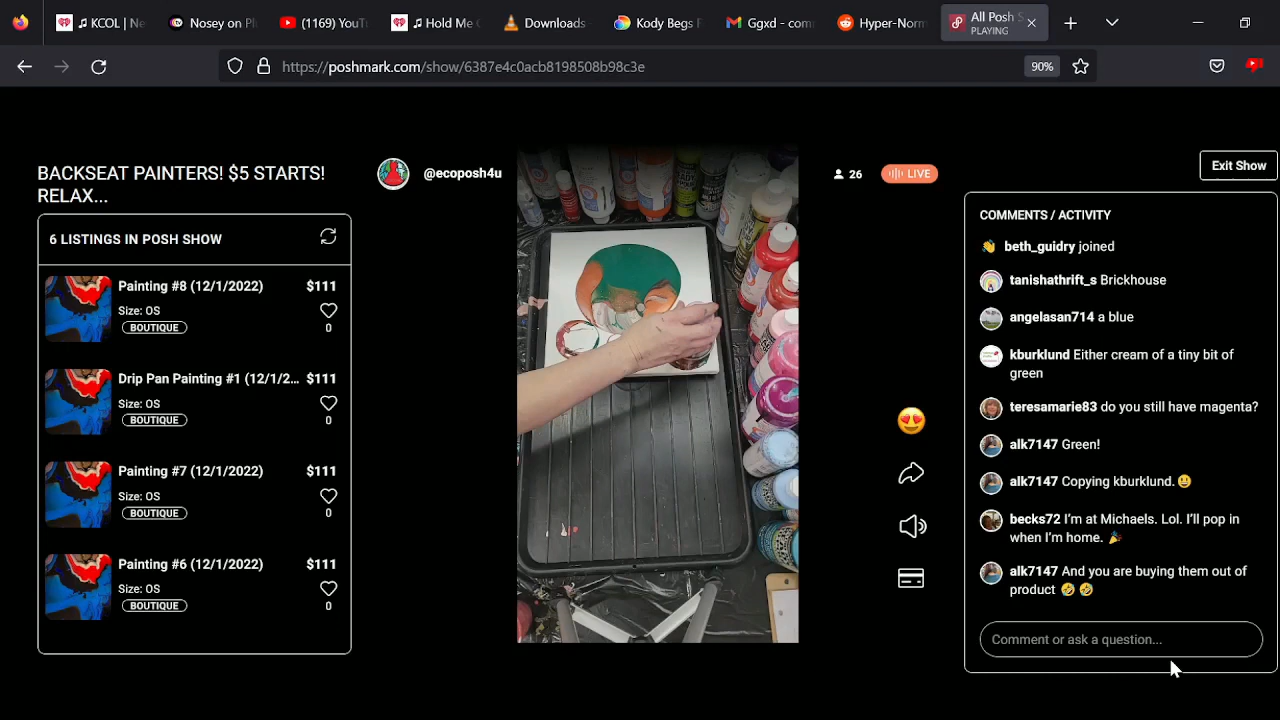 KCOL | Ne
Nosey on Pl
(1169) YouT
Hold Me C
Downloads
Kody Begs F
Ggxd - com
Hyper-Norm
All Posh S
PLAYING
https://poshmark.com/show/6387e4c0acb8198508b98c3e
90%
BACKSEAT PAINTERS! $5 STARTS!
RELAX...
@ecoposh4u
26
LIVE
Exit Show
6 LISTINGS IN POSH SHOW
Painting #8 (12/1/2022) $111
Size: OS
BOUTIQUE 0
Drip Pan Painting #1 (12/1/2... $111
Size: OS
BOUTIQUE 0
Painting #7 (12/1/2022) $111
Size: OS
BOUTIQUE 0
Painting #6 (12/1/2022) $111
Size: OS
BOUTIQUE 0
COMMENTS / ACTIVITY
👋 beth_guidry joined
tanishathrift_s Brickhouse
angelasan714 a blue
kburklund Either cream of a tiny bit of
green
teresamarie83 do you still have magenta?
alk7147 Green!
alk7147 Copying kburklund. 😃
becks72 I'm at Michaels. Lol. I'll pop in
when I'm home. 🎉
alk7147 And you are buying them out of
product 🤣 🤣
Comment or ask a question...